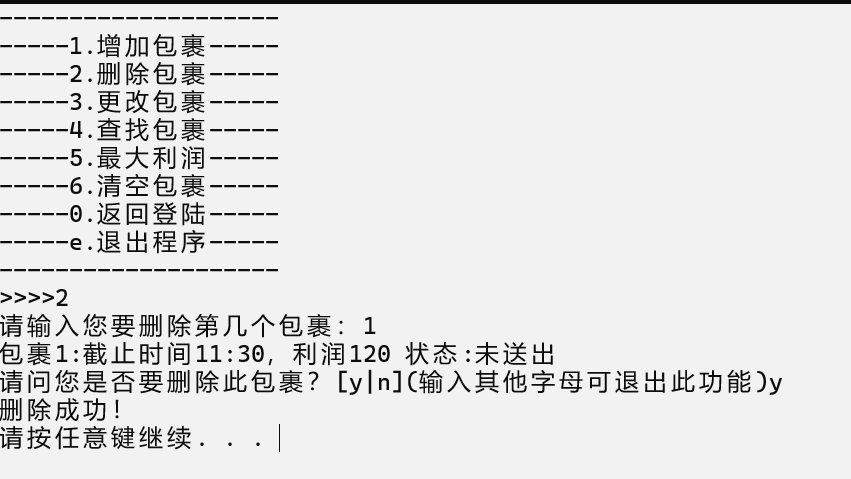 --------------------
-----1.增加包裹-----
-----2.删除包裹-----
-----3.更改包裹-----
-----4.查找包裹-----
-----5.最大利润-----
-----6.清空包裹-----
-----0.返回登陆-----
-----e.退出程序-----
--------------------
>>>>2
请输入您要删除第几个包裹：1
包裹1:截止时间11:30，利润120 状态:未送出
请问您是否要删除此包裹？[y|n](输入其他字母可退出此功能)y
删除成功！
请按任意键继续. . .